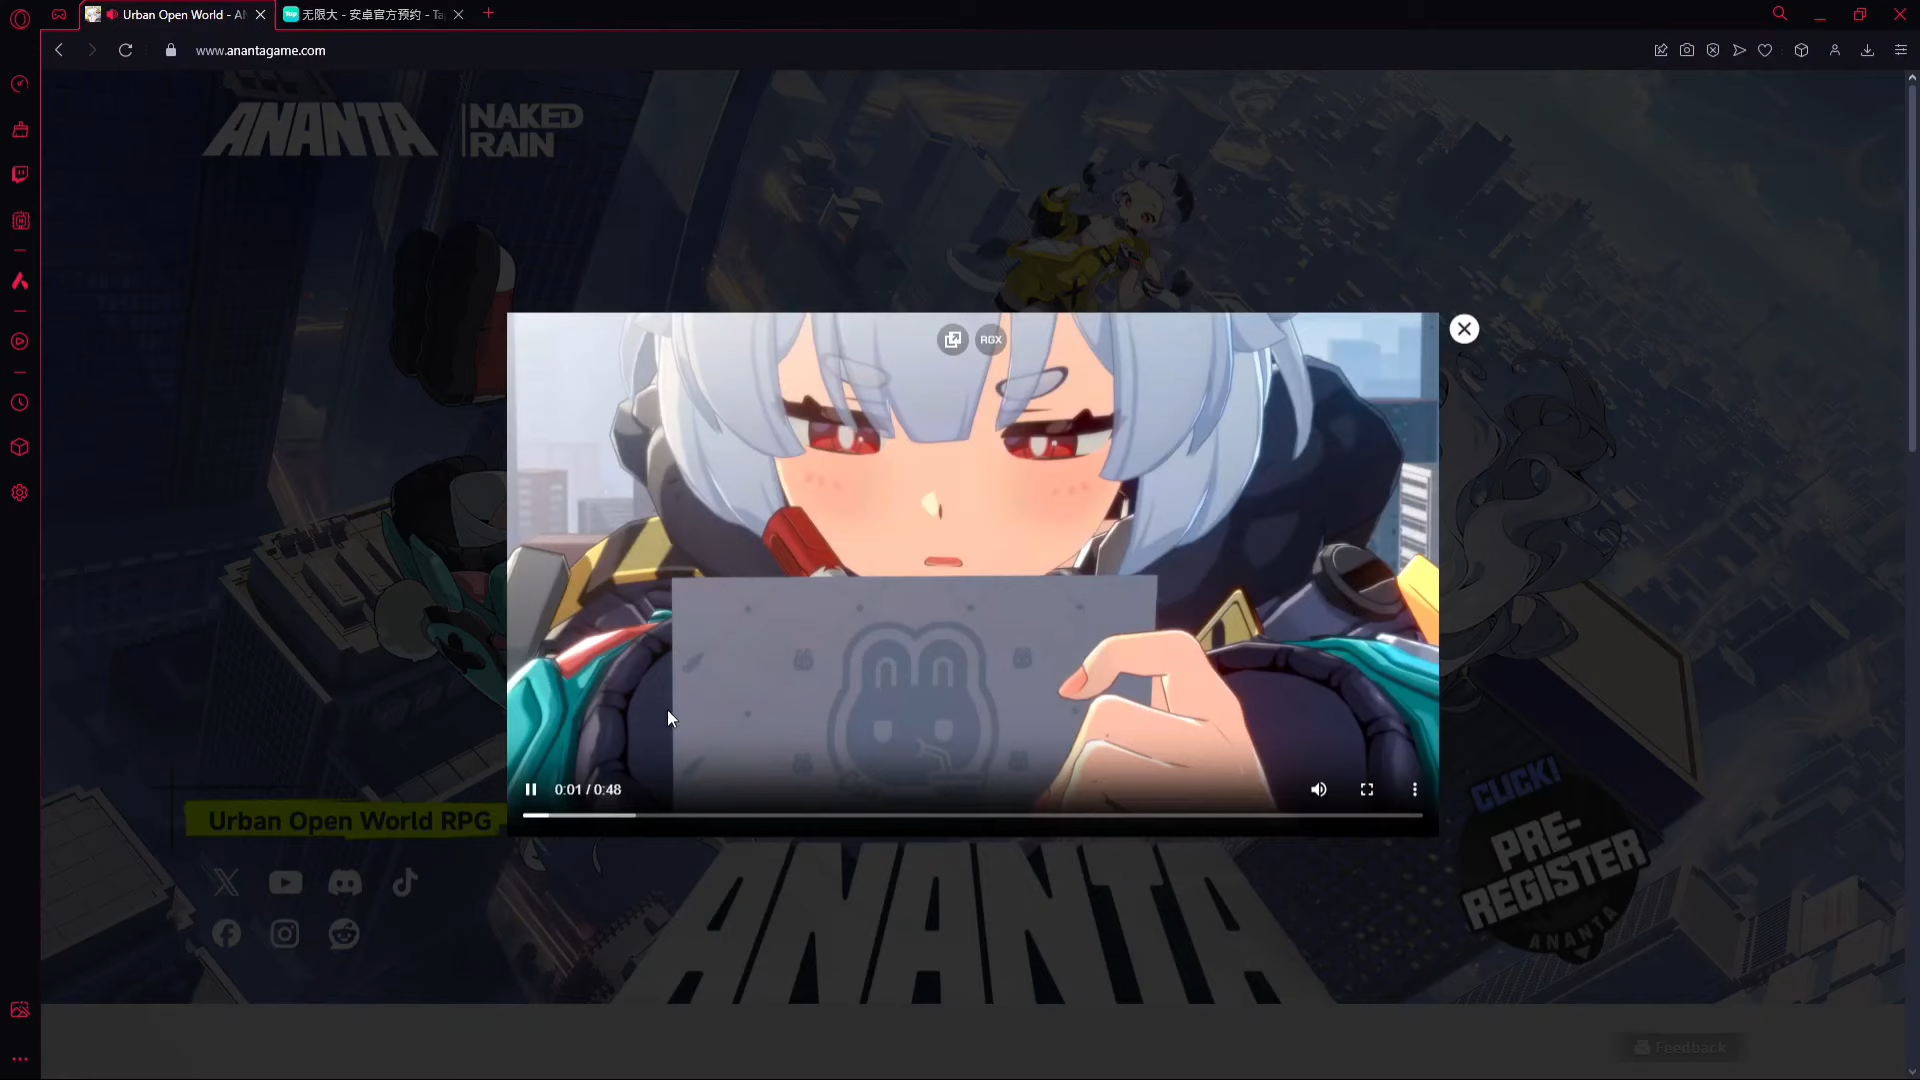 Urban Open World - AN
无限大 - 安卓官方预约 - Ta
www.anantagame.com
ANANTA
NAKED
RAIN
RGX
0:01 / 0:48
Urban Open World RPG
CLICK!
PRE-
REGISTER
ANANTA
ANANTA
Feedback